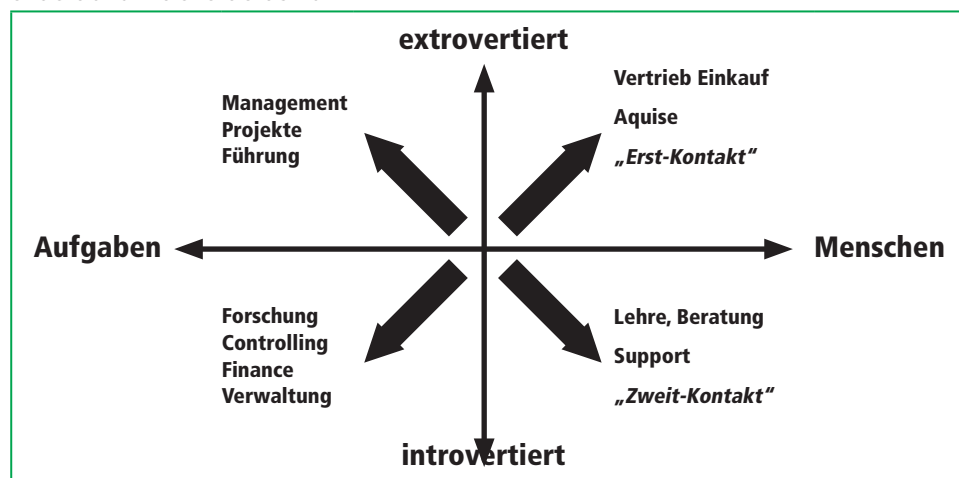 extrovertiert
Management
Projekte
Führung
Vertrieb Einkauf
Aquise
„Erst-Kontakt“
Aufgaben
Menschen
Forschung
Controlling
Finance
Verwaltung
Lehre, Beratung
Support
„Zweit-Kontakt“
introvertiert